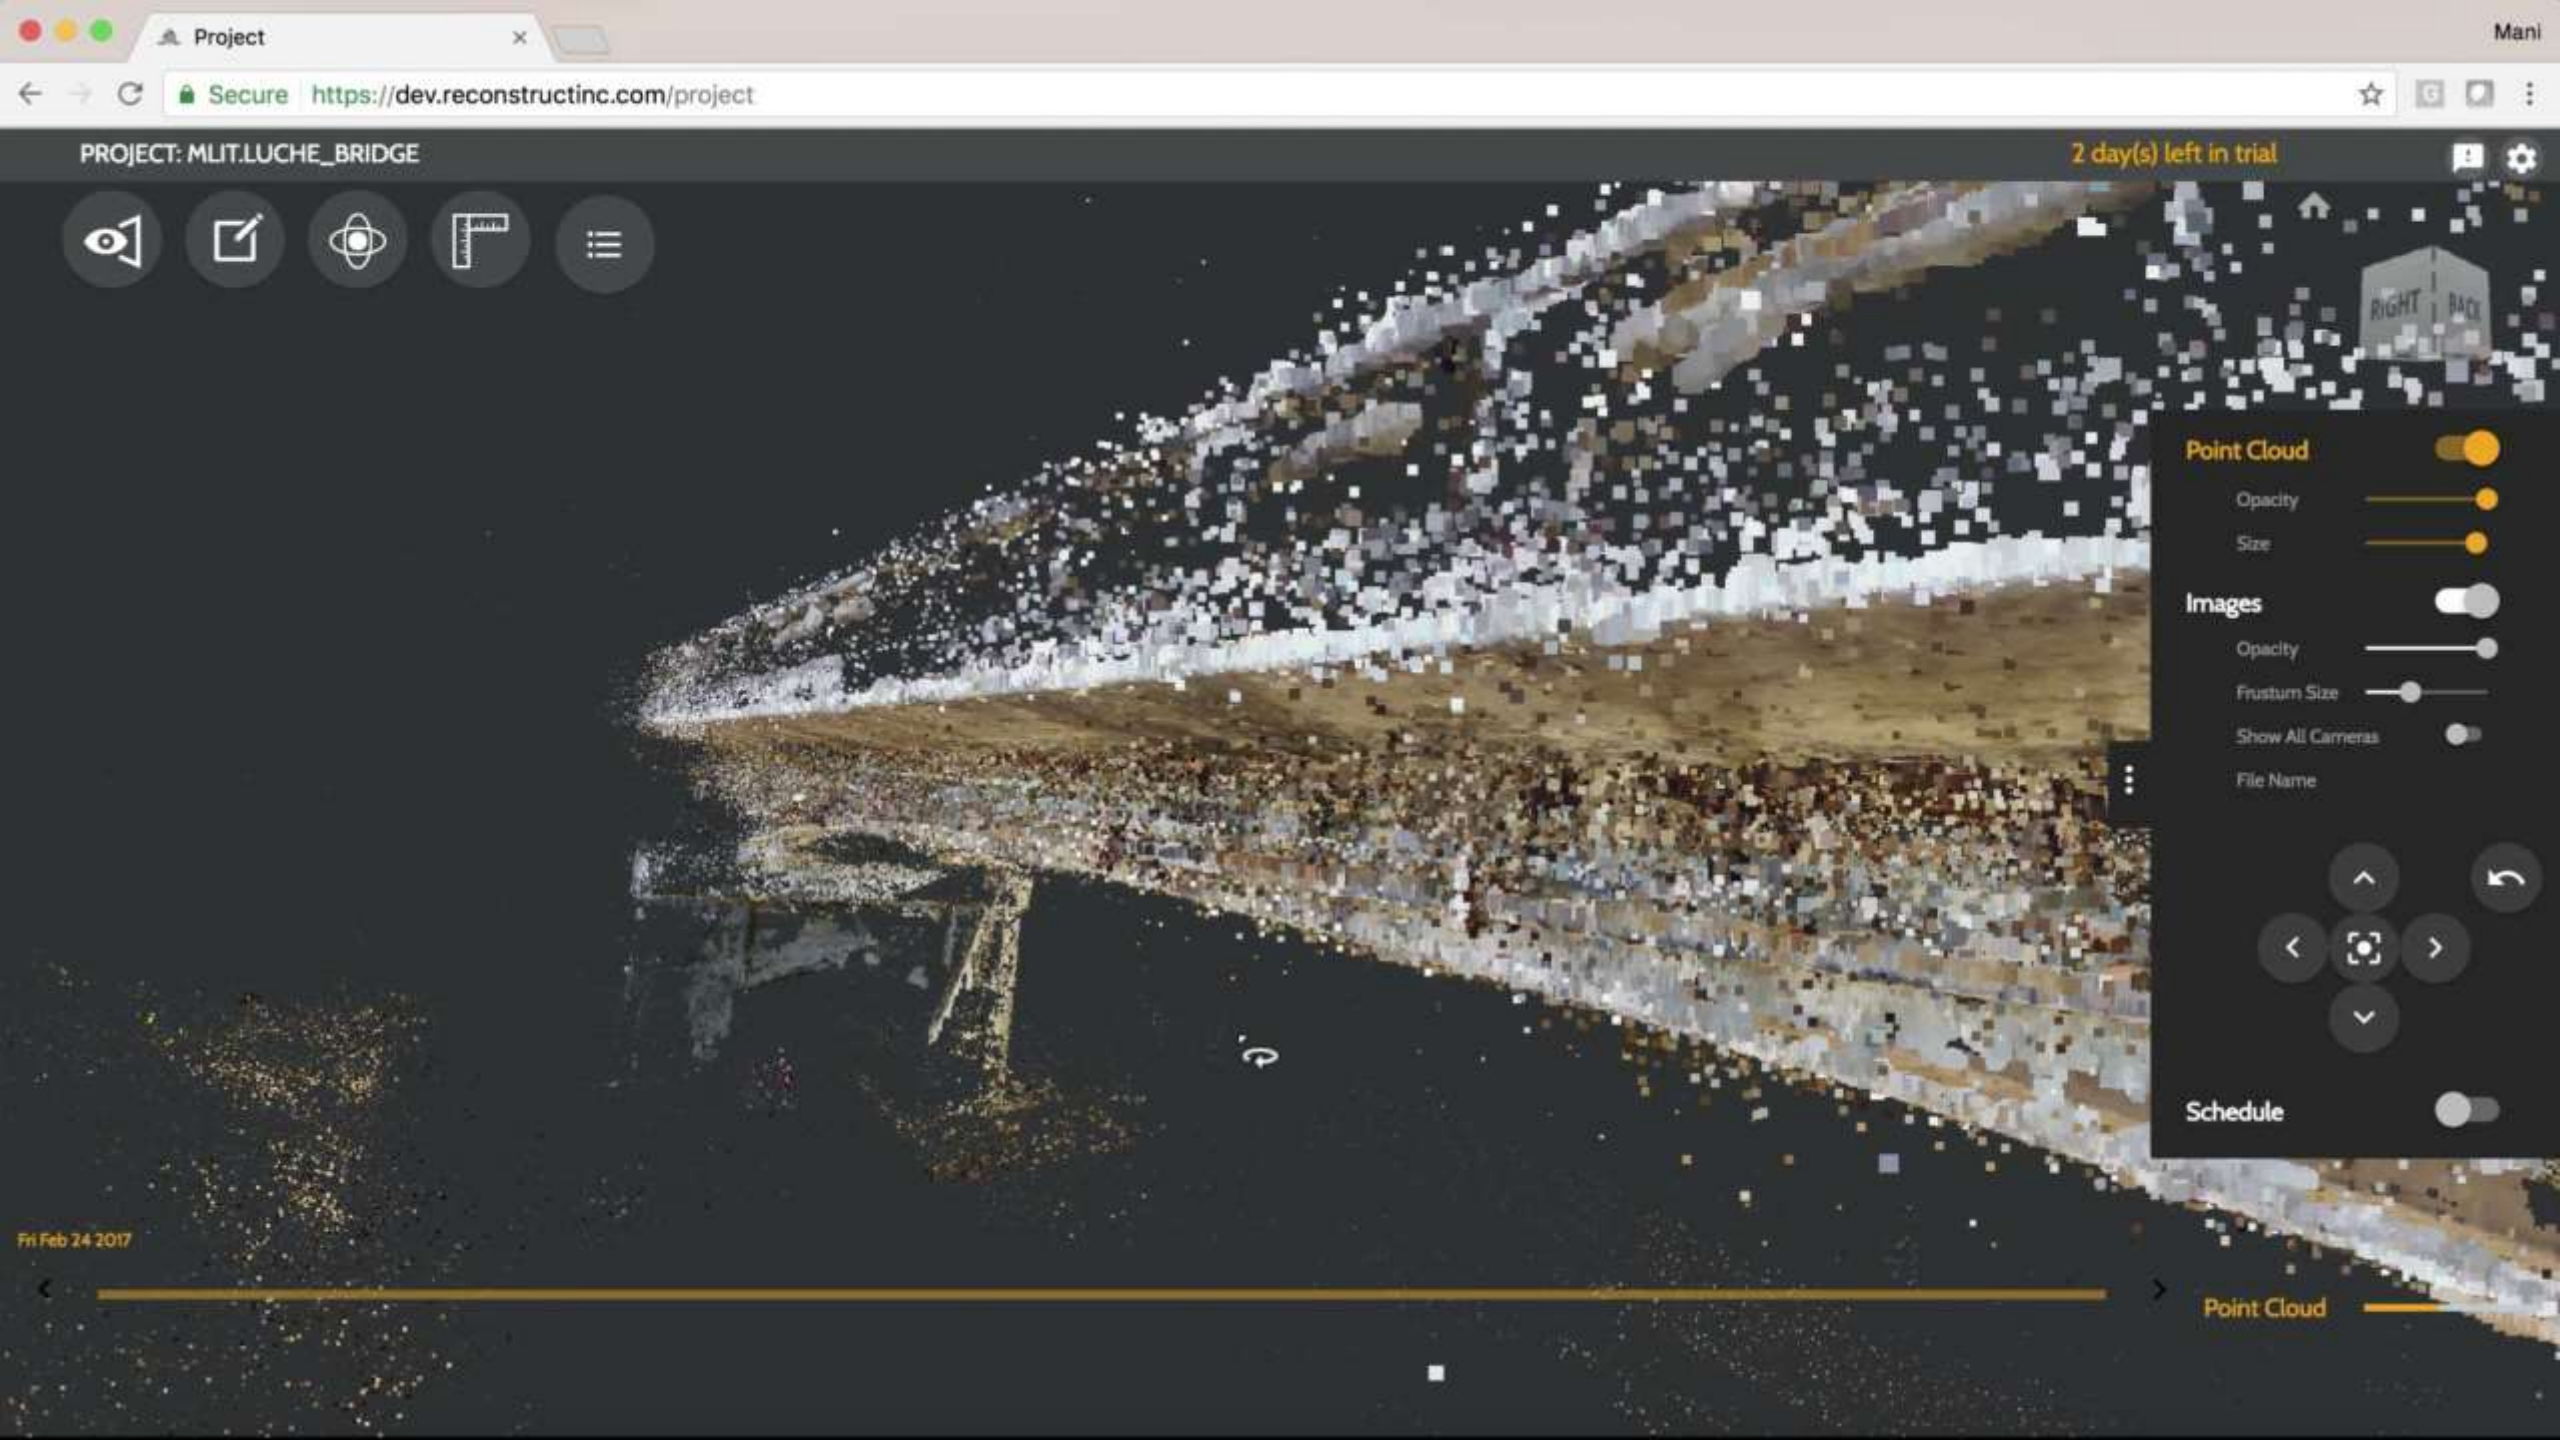 Project
Mani
Secure https://dev.reconstructinc.com/project
PROJECT: MLIT.LUCHE_BRIDGE
2 day(s) left in trial
RIGHT BACK
Point Cloud
Opacity
Size
Images
Opacity
Frustum Size
Show All Cameras
File Name
Schedule
Fri Feb 24 2017
Point Cloud